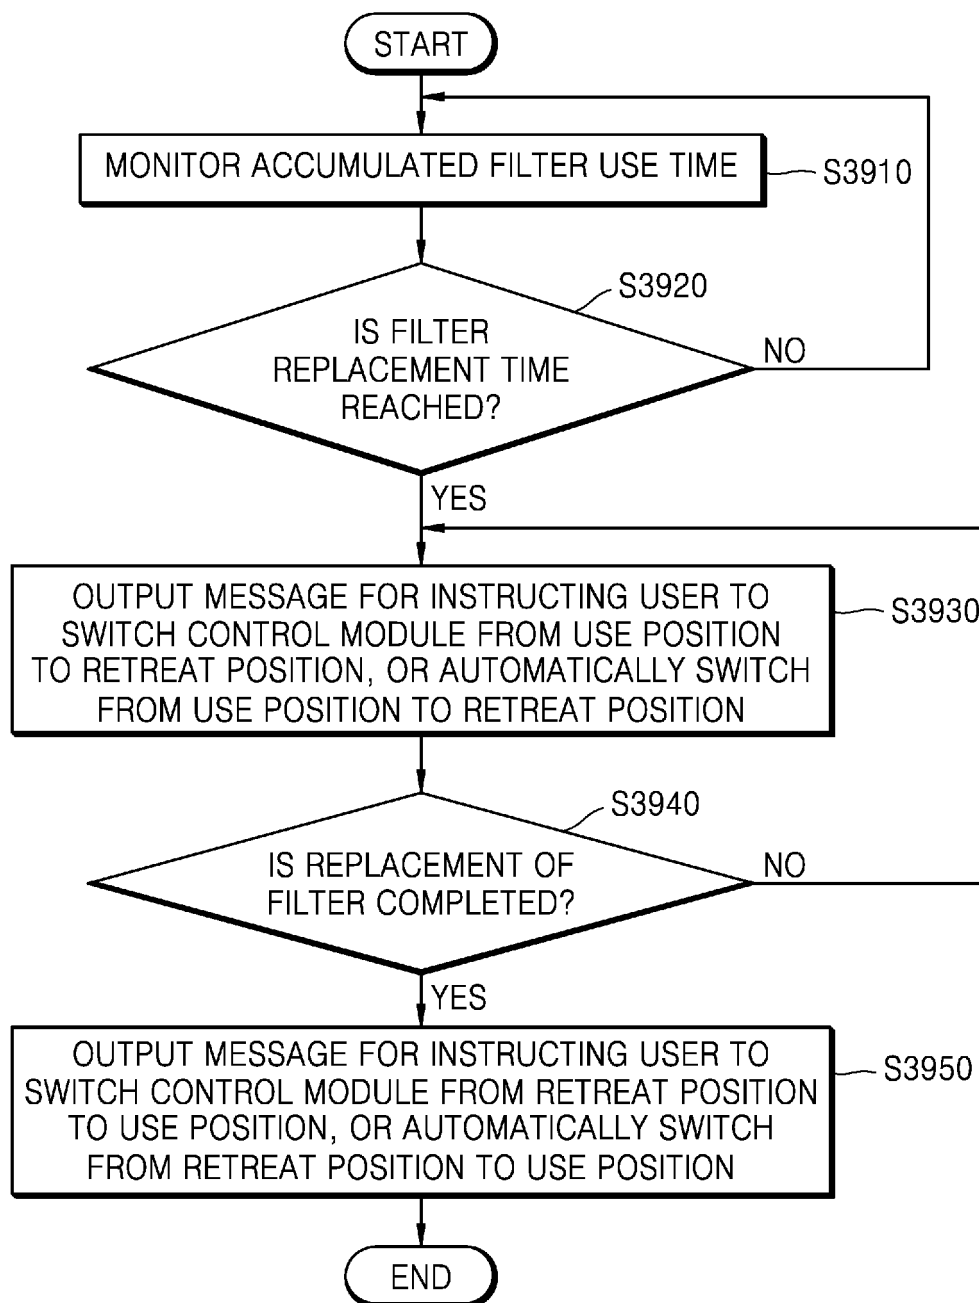 START
MONITOR ACCUMULATED FILTER USE TIME
S3910
S3920
IS FILTER
REPLACEMENT TIME
REACHED?
NO
YES
OUTPUT MESSAGE FOR INSTRUCTING USER TO
SWITCH CONTROL MODULE FROM USE POSITION
TO RETREAT POSITION, OR AUTOMATICALLY SWITCH
FROM USE POSITION TO RETREAT POSITION
S3930
S3940
IS REPLACEMENT OF
FILTER COMPLETED?
NO
YES
OUTPUT MESSAGE FOR INSTRUCTING USER TO
SWITCH CONTROL MODULE FROM RETREAT POSITION
TO USE POSITION, OR AUTOMATICALLY SWITCH
FROM RETREAT POSITION TO USE POSITION
S3950
END